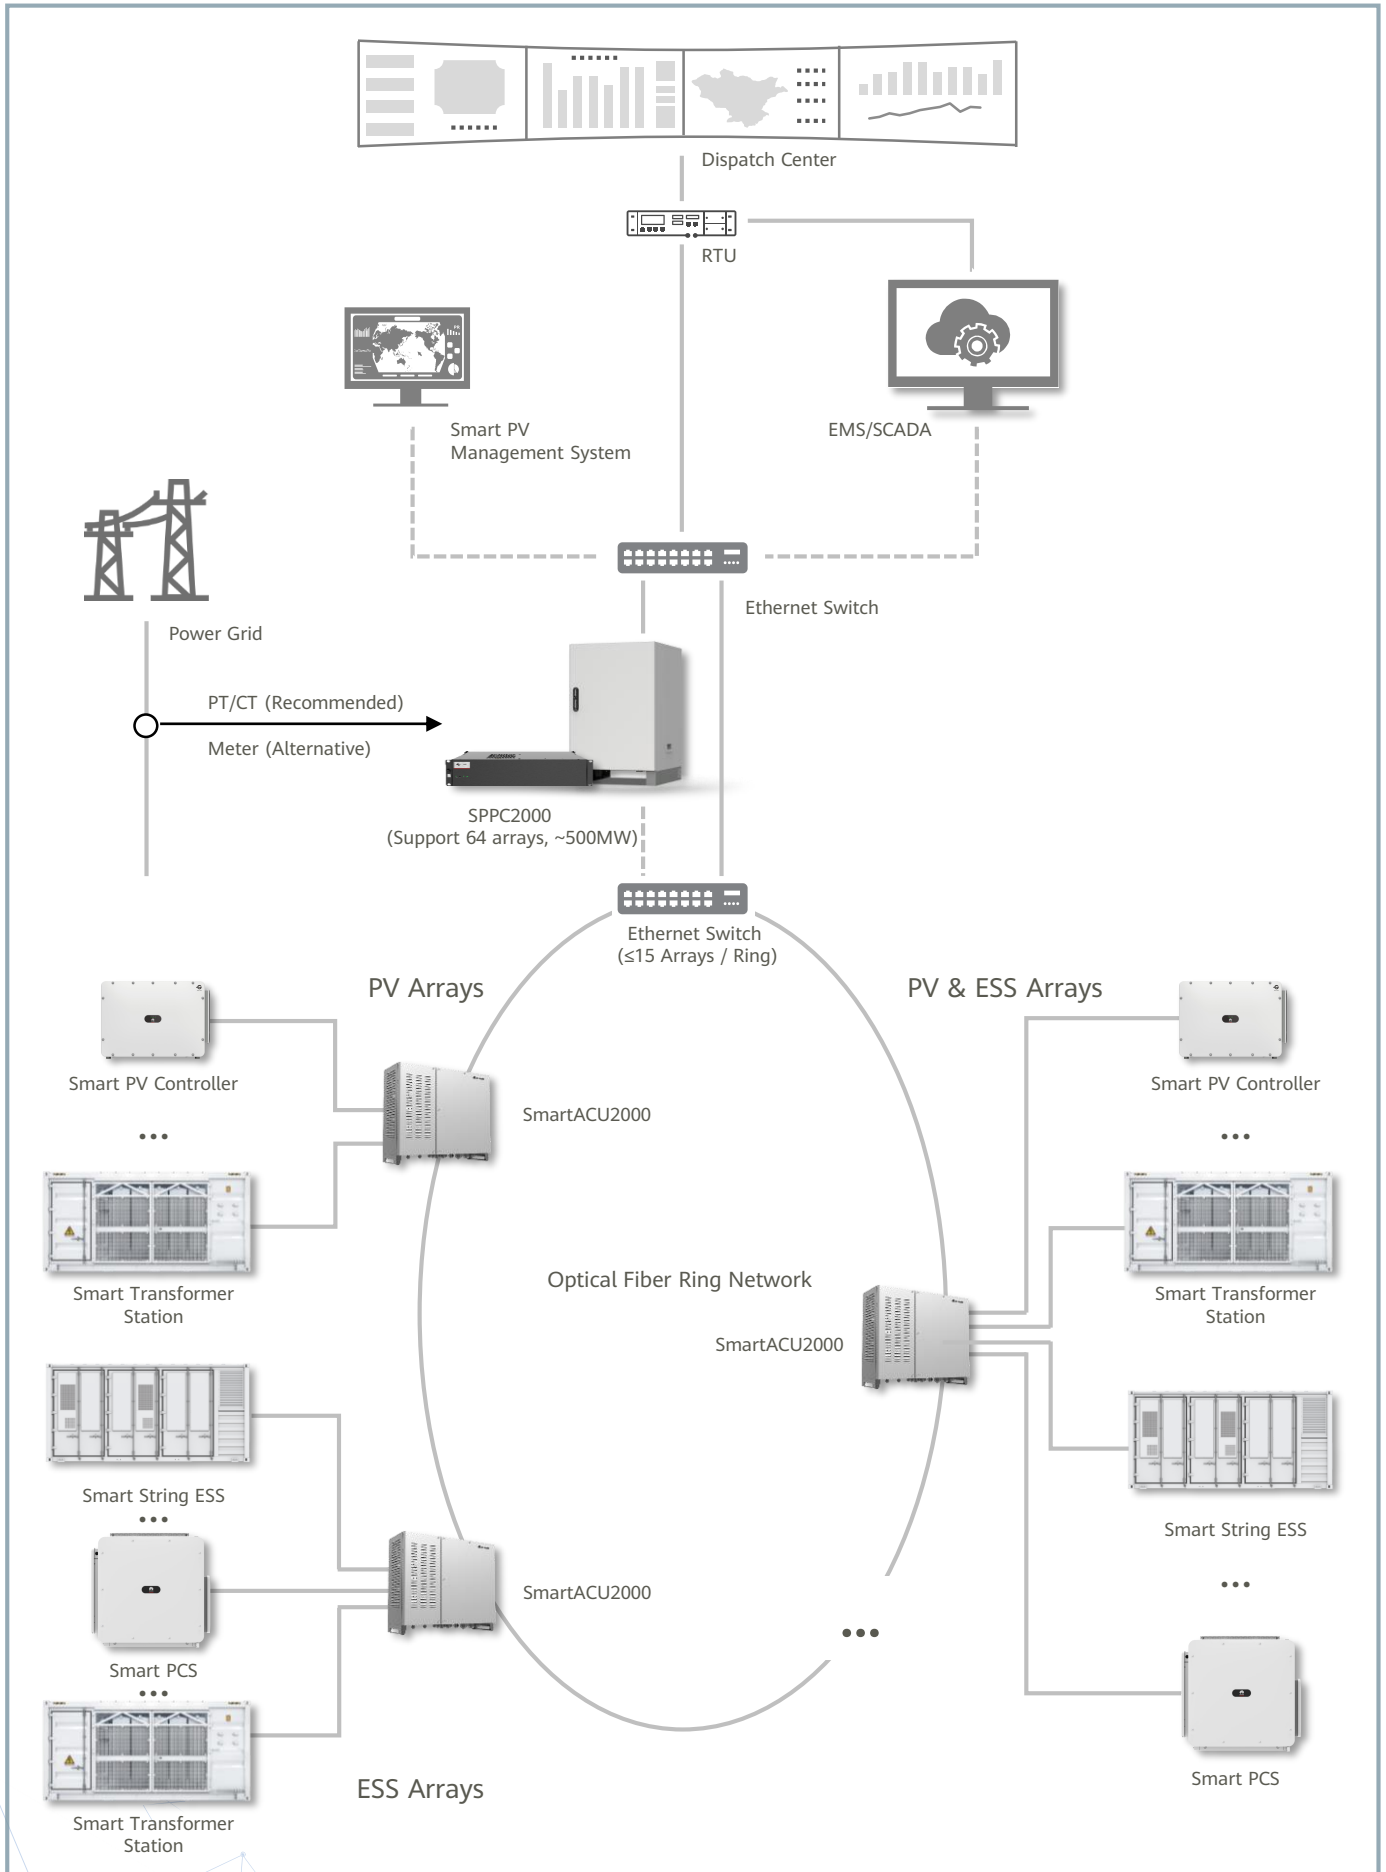 Dispatch Center
RTU
Smart PV
Management System
EMS/SCADA
Ethernet Switch
Power Grid
PT/CT (Recommended)
Meter (Alternative)
SPPC2000
(Support 64 arrays, ~500MW)
Ethernet Switch
(≤15 Arrays / Ring)
PV Arrays
PV & ESS Arrays
Smart PV Controller
SmartACU2000
Smart PV Controller
...
...
Smart Transformer
Station
Optical Fiber Ring Network
SmartACU2000
Smart Transformer
Station
Smart String ESS
...
Smart String ESS
SmartACU2000
...
...
Smart PCS
...
Smart PCS
ESS Arrays
Smart Transformer
Station